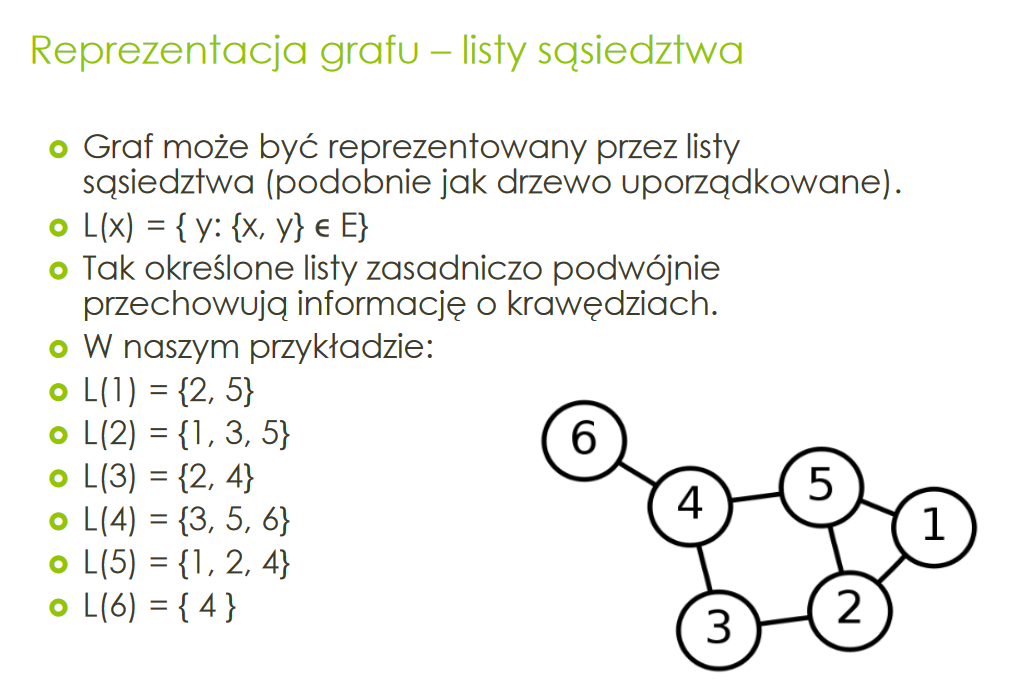 Reprezentacja grafu – listy sąsiedztwa
Graf może być reprezentowany przez listy
sąsiedztwa (podobnie jak drzewo uporządkowane).
L(x) = { y: {x, y} ϵ E}
Tak określone listy zasadniczo podwójnie
przechowują informację o krawędziach.
W naszym przykładzie:
L(1) = {2, 5}
L(2) = {1, 3, 5}
L(3) = {2, 4}
L(4) = {3, 5, 6}
L(5) = {1, 2, 4}
L(6) = { 4 }
6
4
5
1
3
2